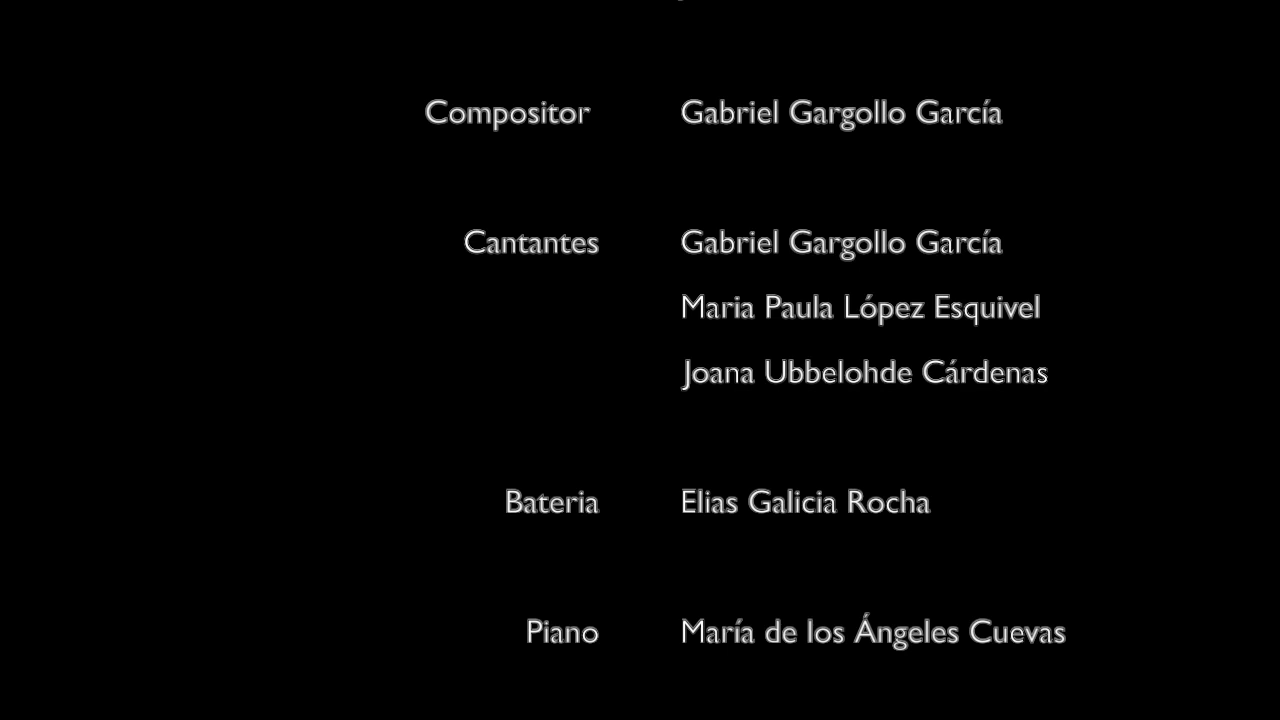 Compositor Gabriel Gargollo García
Cantantes Gabriel Gargollo García
Maria Paula López Esquivel
Joana Ubbelohde Cárdenas
Bateria Elias Galicia Rocha
Piano María de los Ángeles Cuevas